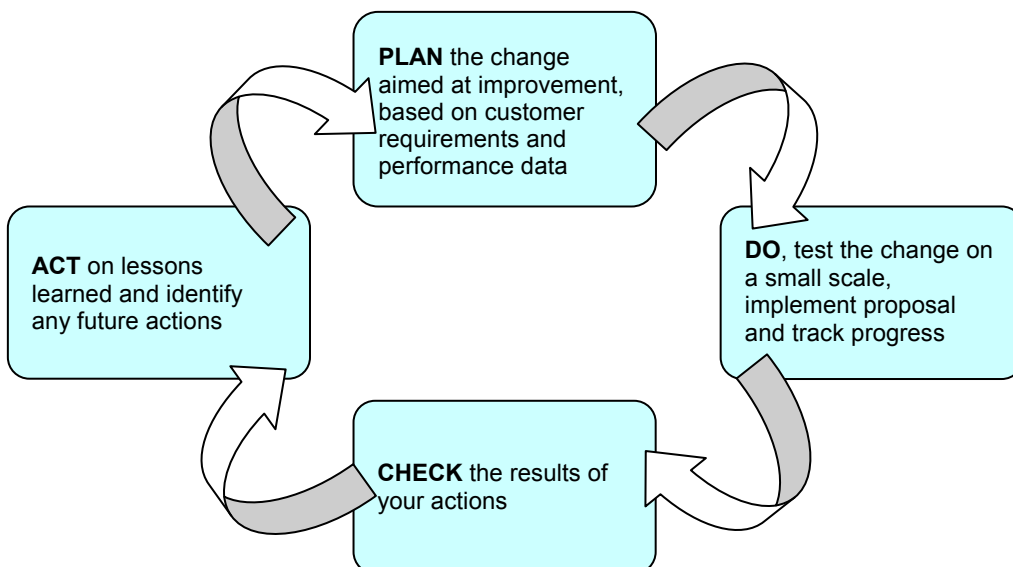 PLAN the change
aimed at improvement,
based on customer
requirements and
performance data
DO, test the change on
a small scale,
implement proposal
and track progress
CHECK the results of
your actions
ACT on lessons
learned and identify
any future actions